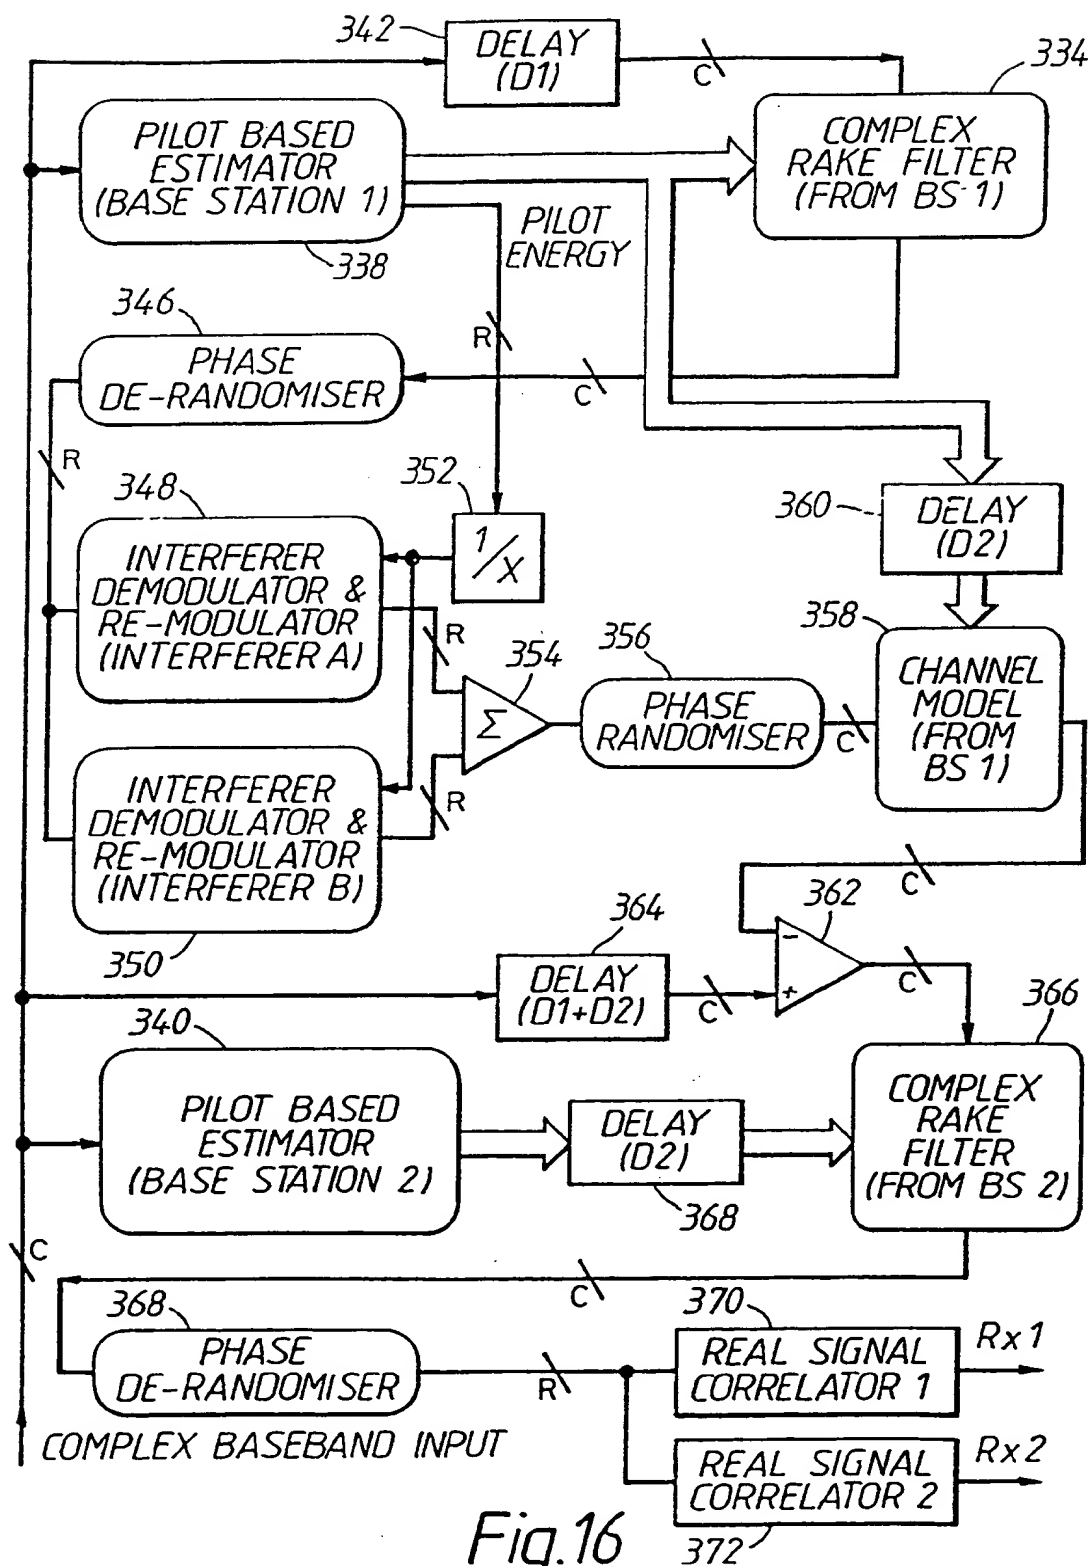 342
DELAY
(D1)
C
334
PILOT BASED
ESTIMATOR
(BASE STATION 1)
COMPLEX
RAKE FILTER
(FROM BS 1)
PILOT
ENERGY
338
346
R
PHASE
DE-RANDOMISER
C
R
348
352
360
DELAY
(D2)
INTERFERER
DEMODULATOR &
RE-MODULATOR
(INTERFERER A)
1/X
358
R
354
356
CHANNEL
MODEL
(FROM
BS 1)
Σ
PHASE
RANDOMISER
C
INTERFERER
DEMODULATOR &
RE-MODULATOR
(INTERFERER B)
R
C
362
364
350
DELAY
(D1+D2)
C
-
+
C
366
340
PILOT BASED
ESTIMATOR
(BASE STATION 2)
DELAY
(D2)
368
COMPLEX
RAKE
FILTER
(FROM BS 2)
C
C
368
PHASE
DE-RANDOMISER
R
370
REAL SIGNAL
CORRELATOR 1
Rx1
COMPLEX BASEBAND INPUT
REAL SIGNAL
CORRELATOR 2
Rx2
372
Fig.16